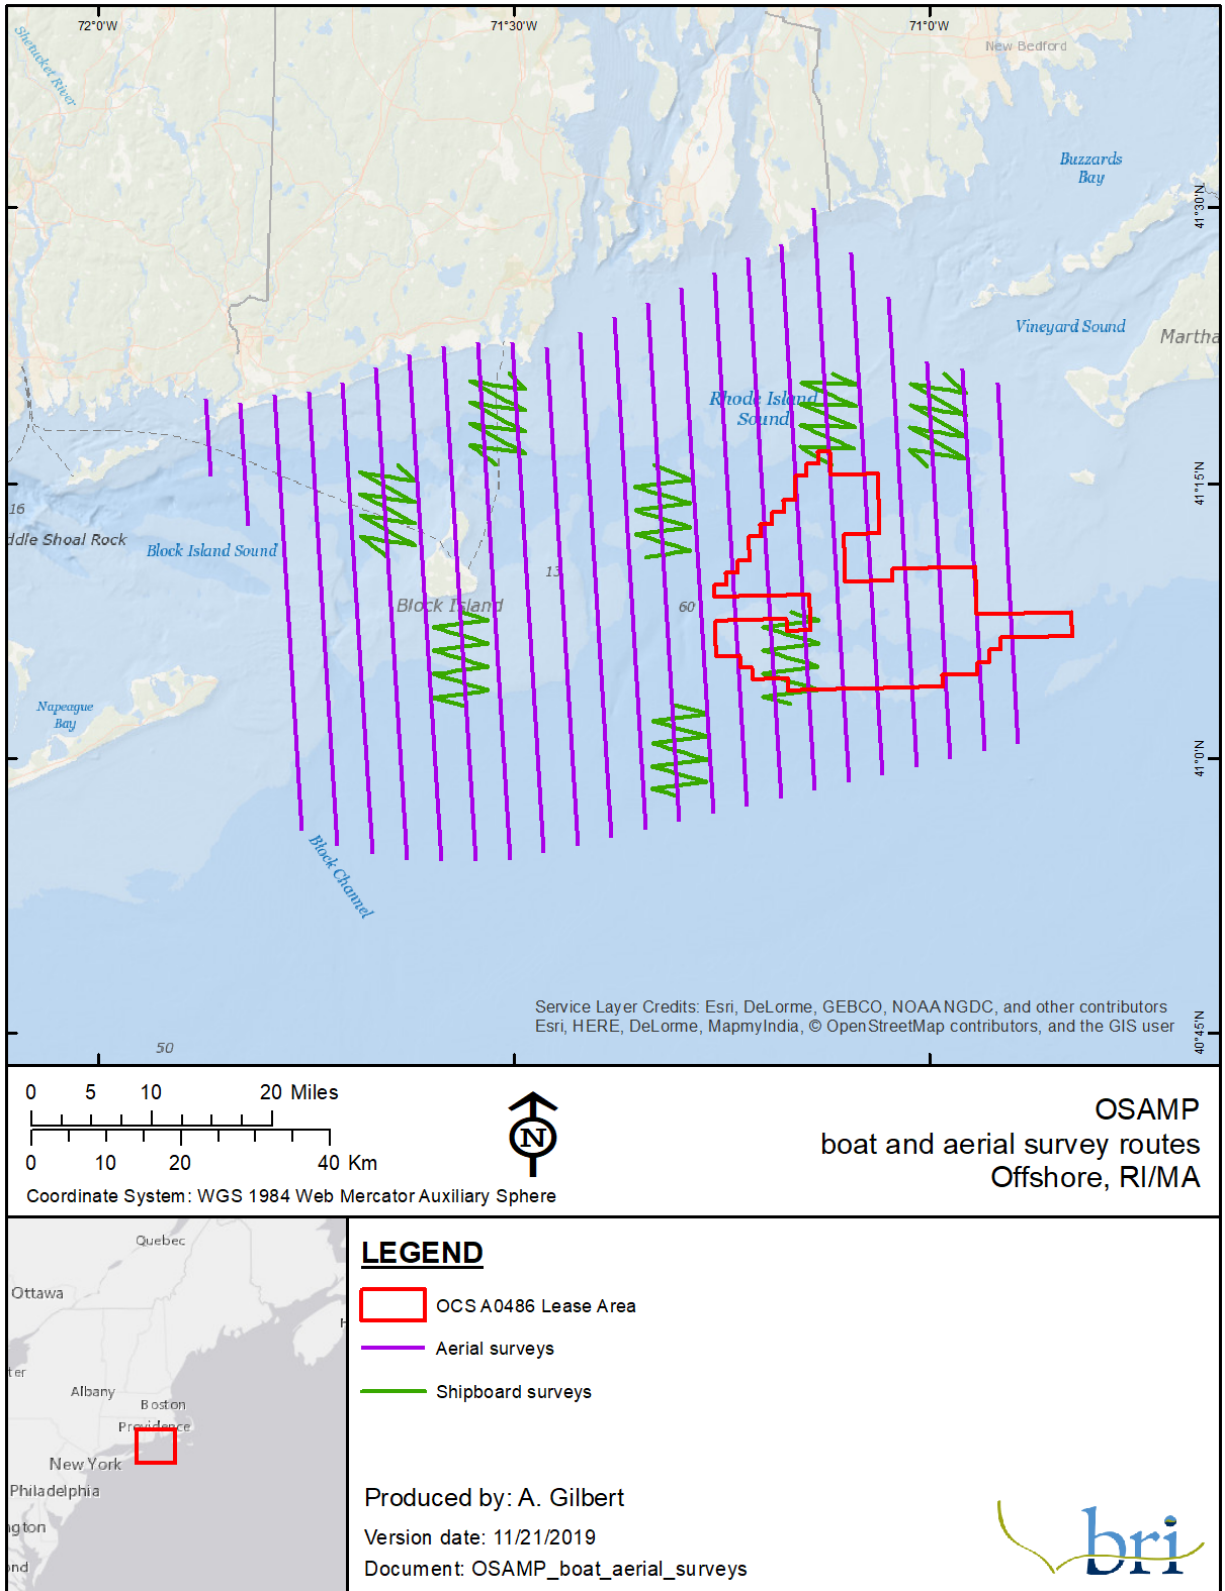 72°0'W
71°30'W
71°0'W
Shetucket River
New Bedford
Buzzards
Bay
41°30'N
Vineyard Sound
Martha
Rhode Island
Sound
41°15'N
16
ddle Shoal Rock
Block Island Sound
13
Block Island
60
Napeague
Bay
41°0'N
Block Channel
Service Layer Credits: Esri, DeLorme, GEBCO, NOAA NGDC, and other contributors
Esri, HERE, DeLorme, MapmyIndia, © OpenStreetMap contributors, and the GIS user
40°45'N
50
0 5 10 20 Miles
0 10 20 40 Km
Coordinate System: WGS 1984 Web Mercator Auxiliary Sphere
N
OSAMP
boat and aerial survey routes
Offshore, RI/MA
Quebec
Ottawa
ter
Albany
Boston
Providence
New York
Philadelphia
ngton
ond
LEGEND
OCS A0486 Lease Area
Aerial surveys
Shipboard surveys
Produced by: A. Gilbert
Version date: 11/21/2019
Document: OSAMP_boat_aerial_surveys
bri